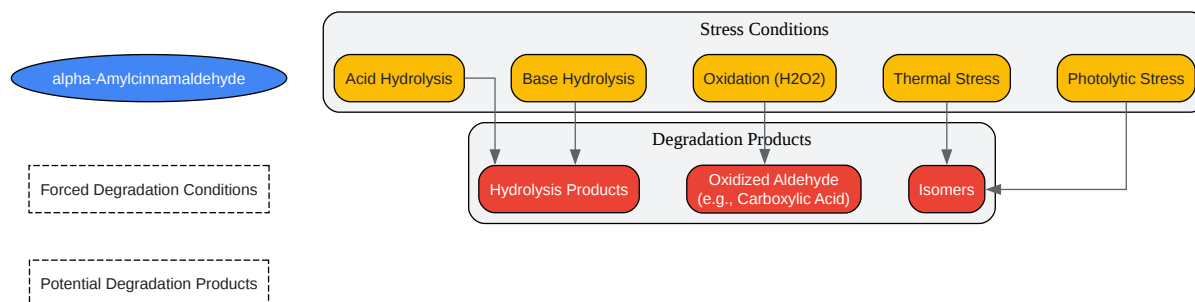 Stress Conditions
alpha-Amylcinnamaldehyde
Acid Hydrolysis
Base Hydrolysis
Oxidation (H2O2)
Thermal Stress
Photolytic Stress
Degradation Products
Forced Degradation Conditions
Hydrolysis Products
Oxidized Aldehyde
(e.g., Carboxylic Acid)
Isomers
Potential Degradation Products